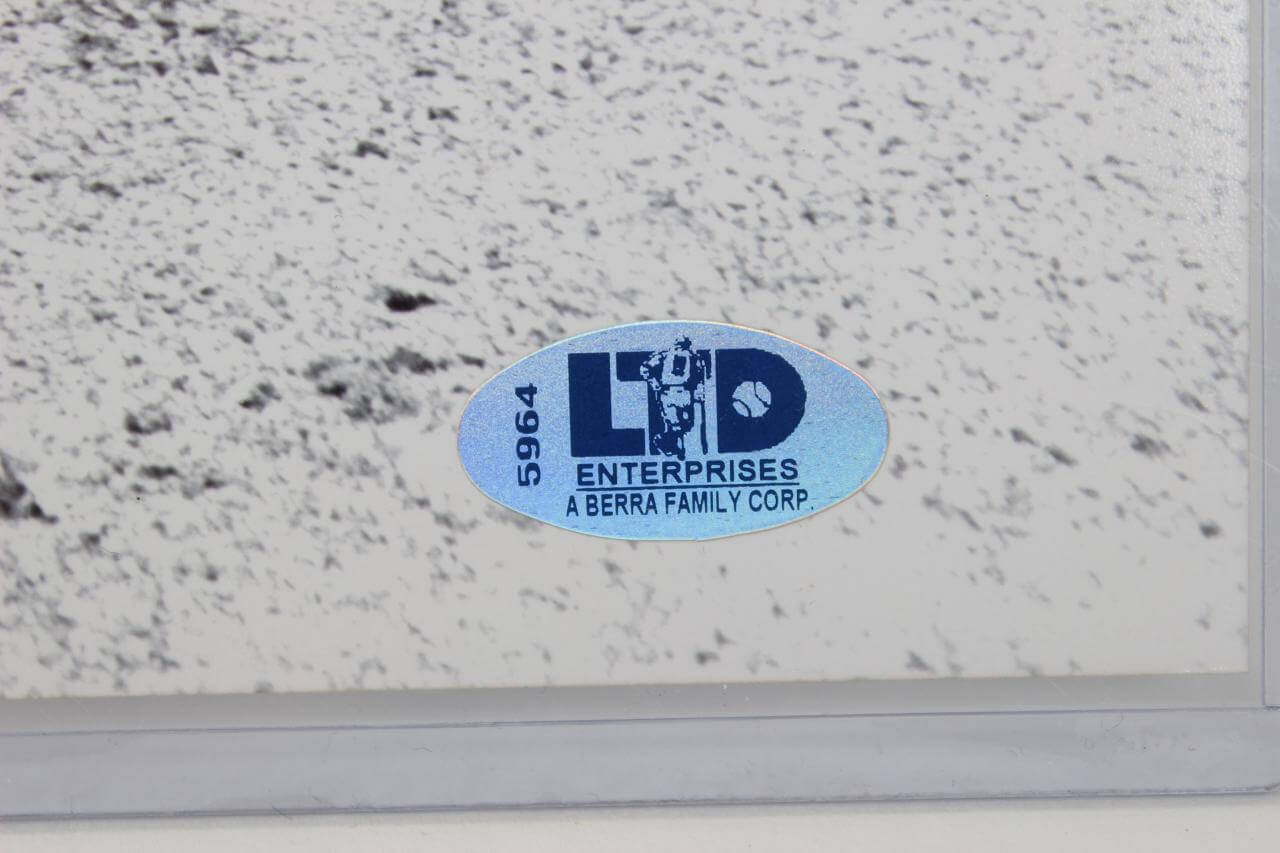 5964
LTD
ENTERPRISES
A BERRA FAMILY CORP.